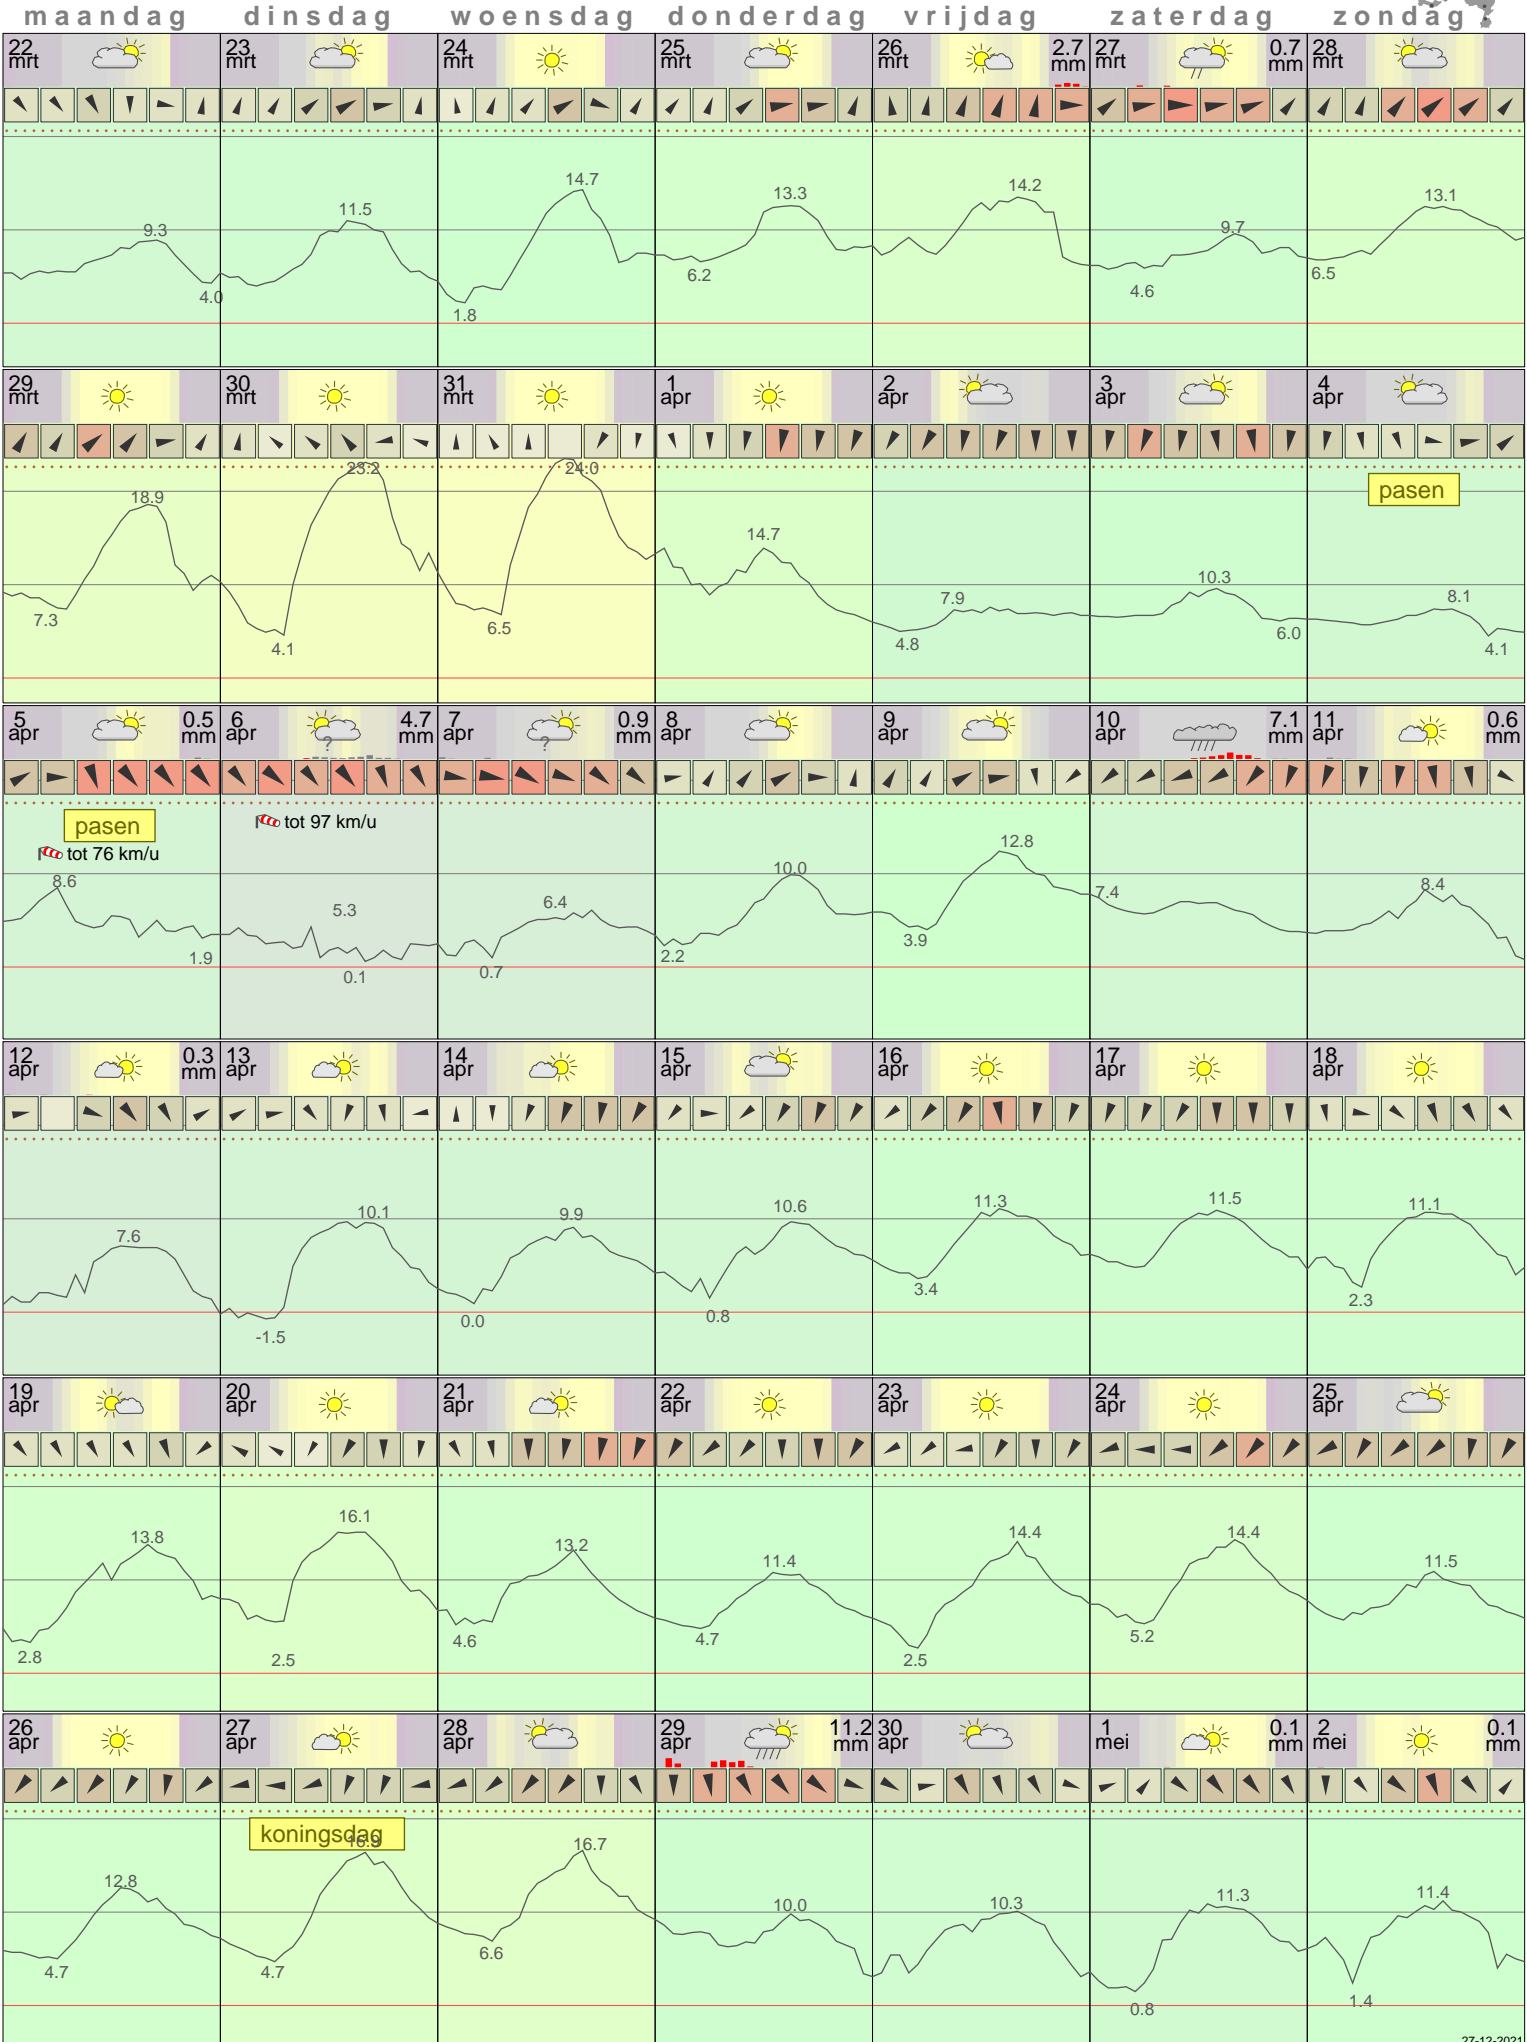 maandag dinsdag woensdag donderdag vrijdag zaterdag zondag
22 mrt 23 mrt 24 mrt 25 mrt 26 mrt 2.7 mm 27 mrt 0.7 mm 28 mrt
9.3 4.0 11.5 1.8 14.7 6.2 13.3 14.2 4.6 9.7 6.5 13.1
29 mrt 30 mrt 31 mrt 1 apr 2 apr 3 apr 4 apr
pasen
7.3 18.9 4.1 23.2 6.5 24.0 14.7 4.8 7.9 10.3 6.0 8.1 4.1
5 apr 0.5 mm 6 apr ? 4.7 mm 7 apr ? 0.9 mm 8 apr 9 apr 10 apr 7.1 mm 11 apr 0.6 mm
pasen
tot 97 km/u
tot 76 km/u
8.6 1.9 5.3 0.1 0.7 6.4 2.2 10.0 3.9 12.8 7.4 8.4
12 apr 0.3 mm 13 apr 14 apr 15 apr 16 apr 17 apr 18 apr
7.6 -1.5 10.1 0.0 9.9 0.8 10.6 3.4 11.3 11.5 2.3 11.1
19 apr 20 apr 21 apr 22 apr 23 apr 24 apr 25 apr
2.8 13.8 2.5 16.1 4.6 13.2 4.7 11.4 2.5 14.4 5.2 14.4 11.5
26 apr 27 apr 28 apr 29 apr 11.2 mm 30 apr 1 mei 0.1 mm 2 mei 0.1 mm
koningsdag
4.7 12.8 4.7 16.9 6.6 16.7 10.0 10.3 0.8 11.3 1.4 11.4
27-12-2021